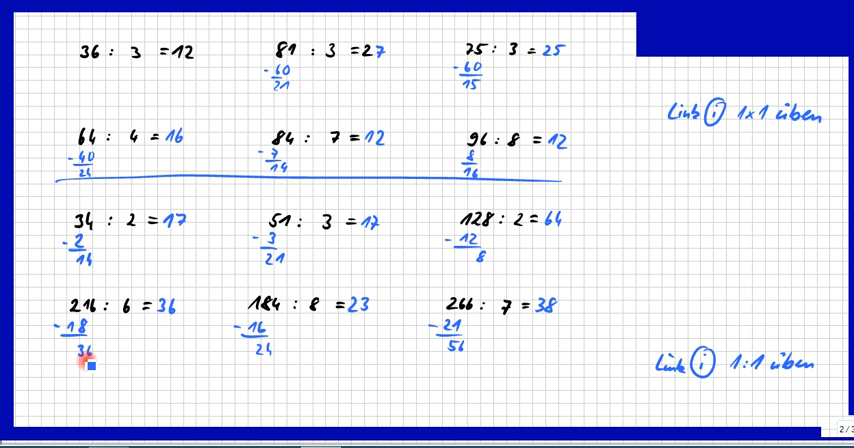 36 : 3 = 12
81 : 3 = 27
75 : 3 = 25
- 60
21
- 60
15
Link i 1x1 üben
64 : 4 = 16
84 : 7 = 12
96 : 8 = 12
- 40
24
- 7
14
8
16
34 : 2 = 17
51 : 3 = 17
128 : 2 = 64
- 2
14
- 3
21
- 12
8
216 : 6 = 36
184 : 8 = 23
266 : 7 = 38
- 18
36
- 16
24
- 21
56
Link i 1:1 üben
2 / 3